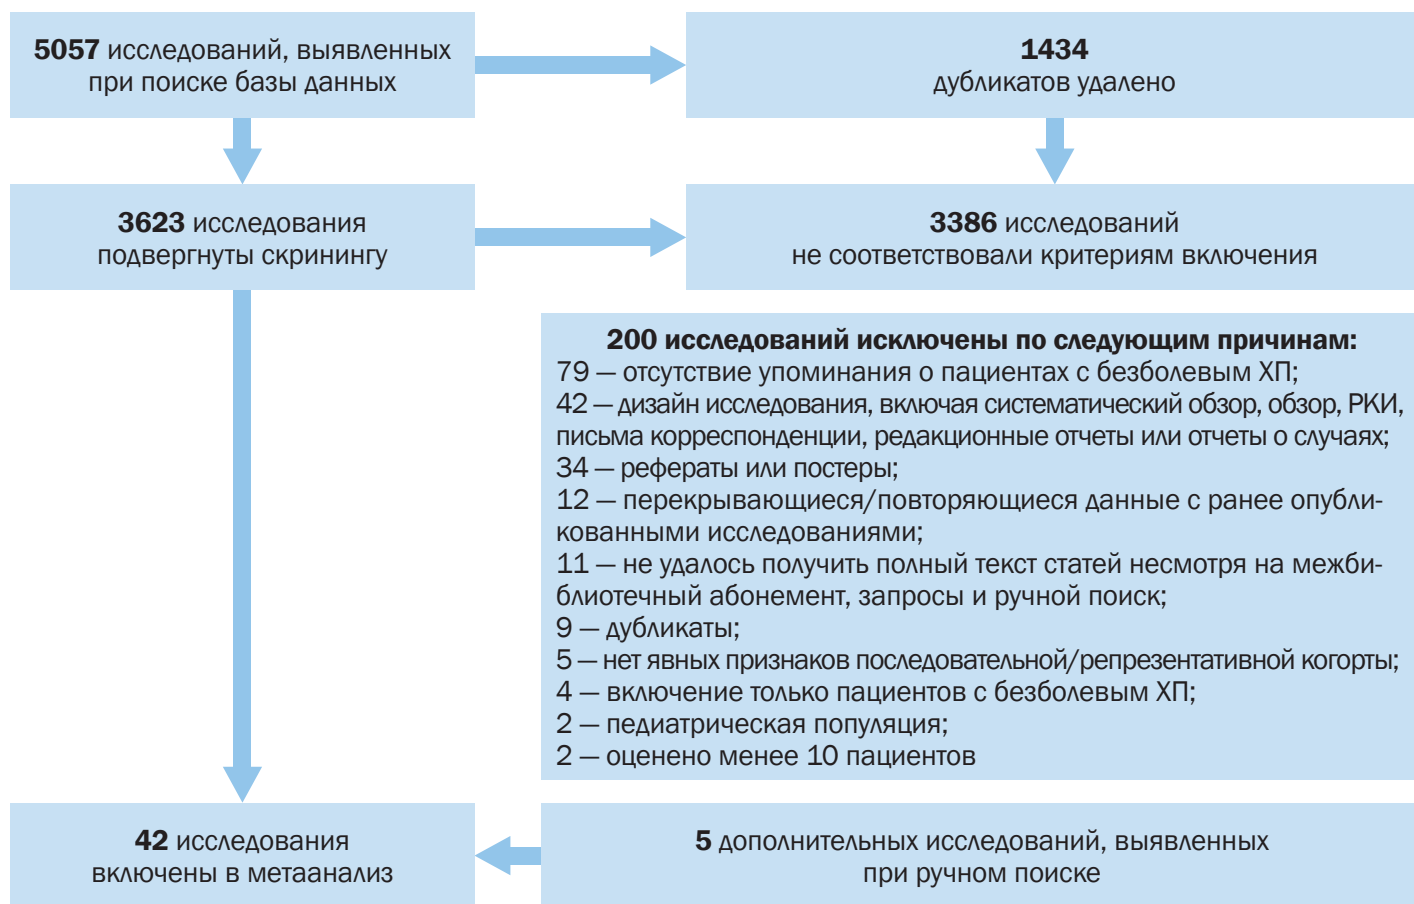 5057 исследований, выявленных
при поиске базы данных
1434
дубликатов удалено
3623 исследования
подвергнуты скринингу
3386 исследований
не соответствовали критериям включения
200 исследований исключены по следующим причинам:
79 — отсутствие упоминания о пациентах с безболевым ХП;
42 — дизайн исследования, включая систематический обзор, обзор, РКИ,
письма корреспонденции, редакционные отчеты или отчеты о случаях;
34 — рефераты или постеры;
12 — перекрывающиеся/повторяющиеся данные с ранее опубли-
кованными исследованиями;
11 — не удалось получить полный текст статей несмотря на межби-
блиотечный абонемент, запросы и ручной поиск;
9 — дубликаты;
5 — нет явных признаков последовательной/репрезентативной когорты;
4 — включение только пациентов с безболевым ХП;
2 — педиатрическая популяция;
2 — оценено менее 10 пациентов
42 исследования
включены в метаанализ
5 дополнительных исследований, выявленных
при ручном поиске